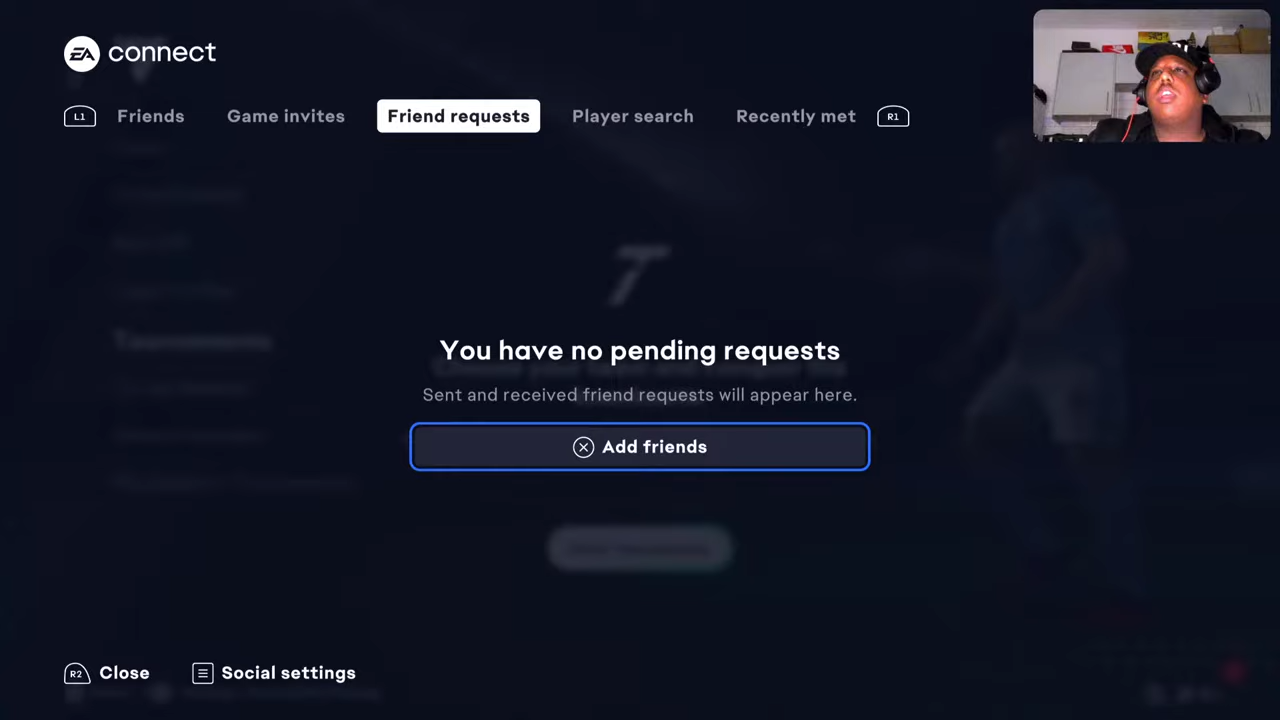 EA connect
L1 Friends Game invites Friend requests Player search Recently met R1
You have no pending requests
Sent and received friend requests will appear here.
Add friends
R2 Close Social settings